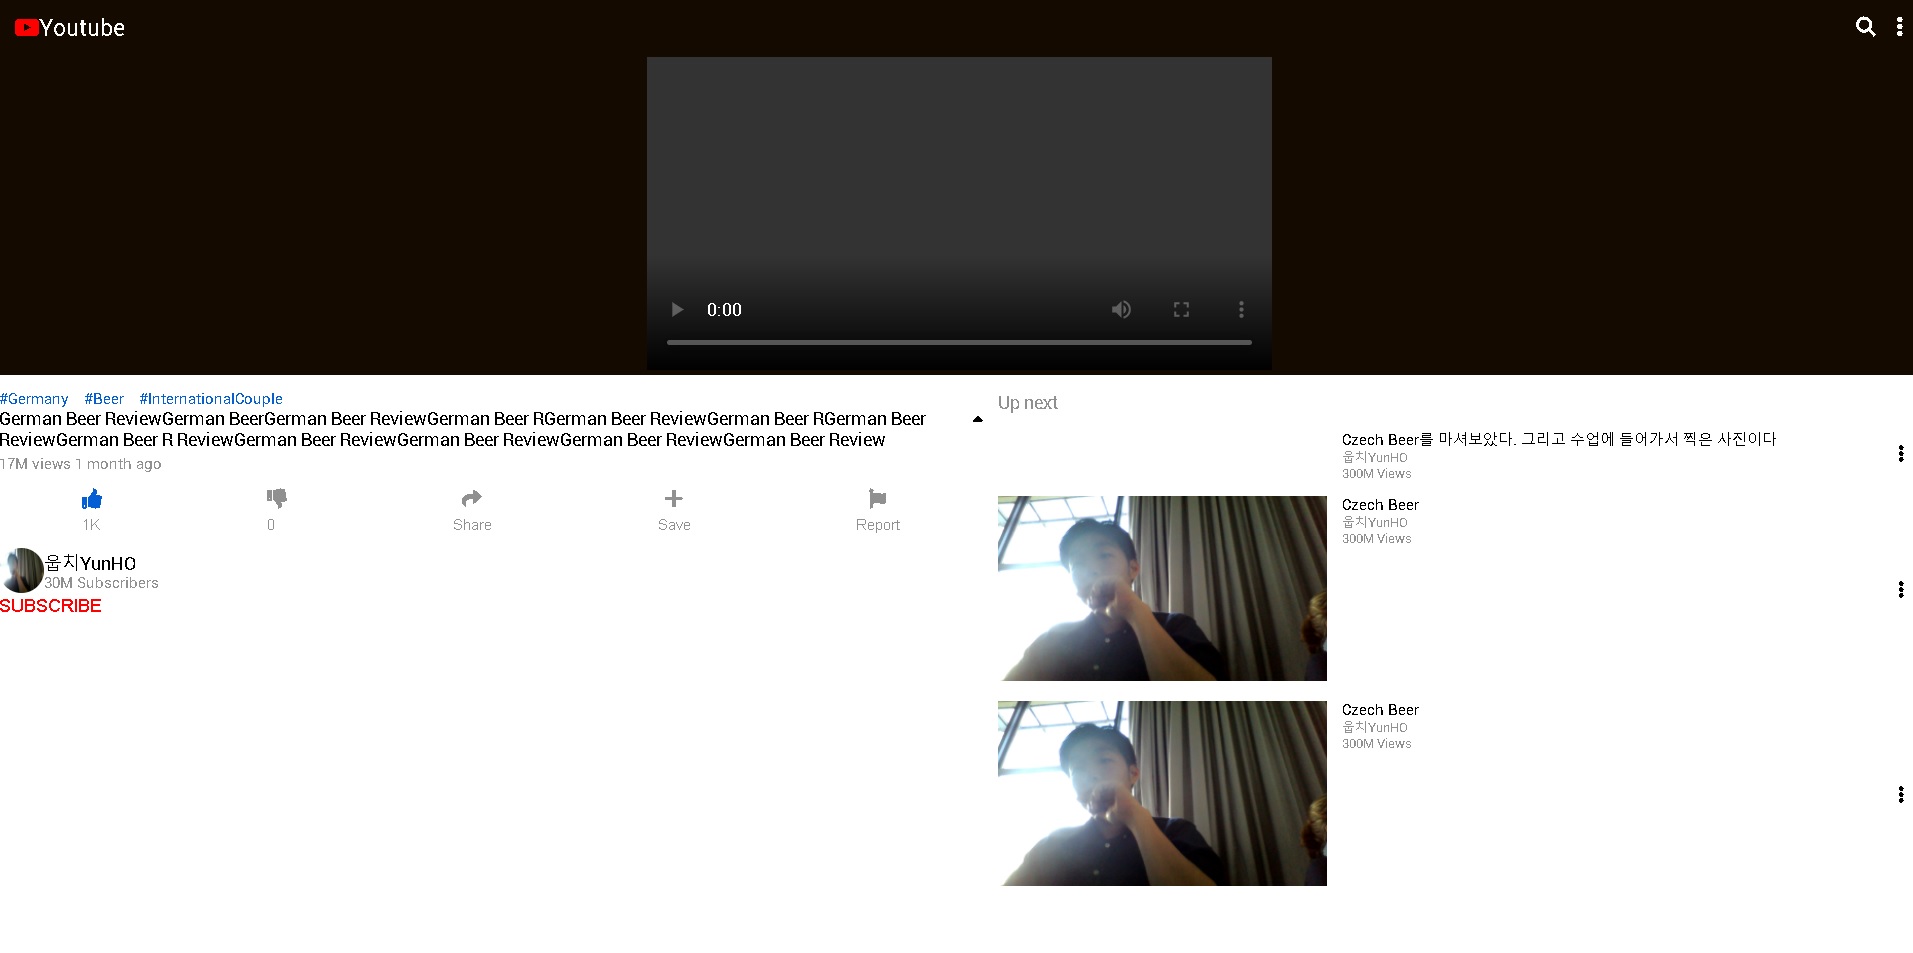 Youtube
0:00
#Germany #Beer #InternationalCouple
German Beer ReviewGerman BeerGerman Beer ReviewGerman Beer RGerman Beer ReviewGerman Beer RGerman Beer
ReviewGerman Beer R ReviewGerman Beer ReviewGerman Beer ReviewGerman Beer ReviewGerman Beer Review
17M views 1 month ago
1K
0
Share
Save
Report
웁치YunHO
30M Subscribers
SUBSCRIBE
Up next
Czech Beer를 마셔보았다. 그리고 수업에 들어가서 찍은 사진이다
웁치YunHO
300M Views
Czech Beer
웁치YunHO
300M Views
Czech Beer
웁치YunHO
300M Views